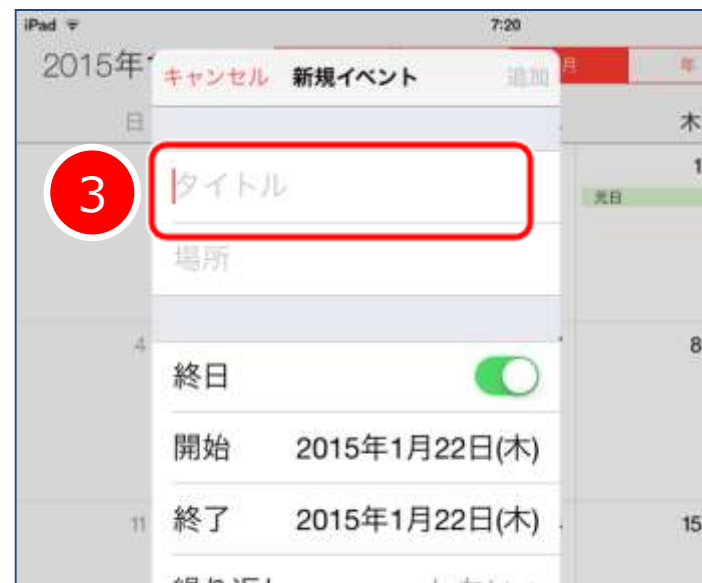 iPad 7:20
2015年
キャンセル 新規イベント 追加
月 年
日 木
3
タイトル
1
元日
場所
4 8
終日
開始 2015年1月22日(木)
終了 2015年1月22日(木)
11 15